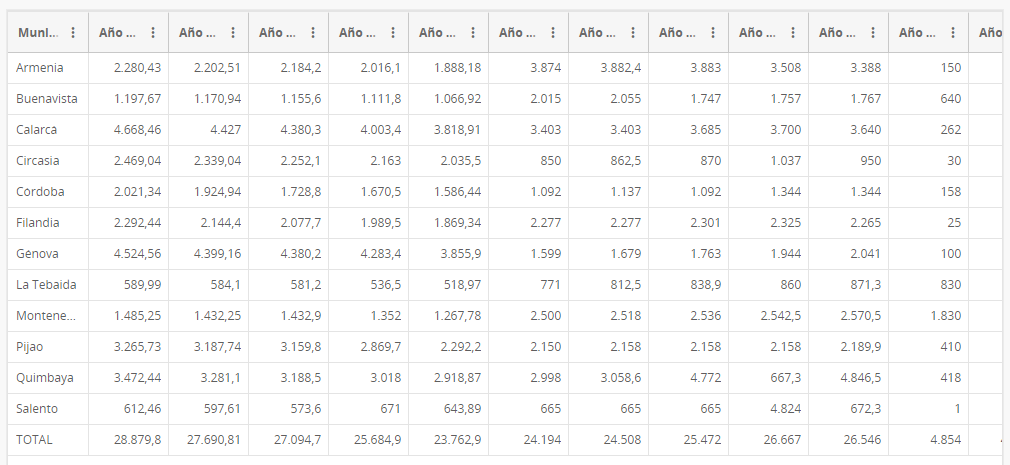 MunI... Año ... Año ... Año ... Año ... Año ... Año ... Año ... Año ... Año ... Año ... Año ... Año
Armenia 2.280,43 2.202,51 2.184,2 2.016,1 1.888,18 3.874 3.882,4 3.883 3.508 3.388 150
Buenavista 1.197,67 1.170,94 1.155,6 1.111,8 1.066,92 2.015 2.055 1.747 1.757 1.767 640
Calarcá 4.668,46 4.427 4.380,3 4.003,4 3.818,91 3.403 3.403 3.685 3.700 3.640 262
Circasia 2.469,04 2.339,04 2.252,1 2.163 2.035,5 850 862,5 870 1.037 950 30
Córdoba 2.021,34 1.924,94 1.728,8 1.670,5 1.586,44 1.092 1.137 1.092 1.344 1.344 158
Filandia 2.292,44 2.144,4 2.077,7 1.989,5 1.869,34 2.277 2.277 2.301 2.325 2.265 25
Génova 4.524,56 4.399,16 4.380,2 4.283,4 3.855,9 1.599 1.679 1.763 1.944 2.041 100
La Tebaida 589,99 584,1 581,2 536,5 518,97 771 812,5 838,9 860 871,3 830
Montene... 1.485,25 1.432,25 1.432,9 1.352 1.267,78 2.500 2.518 2.536 2.542,5 2.570,5 1.830
Pijao 3.265,73 3.187,74 3.159,8 2.869,7 2.292,2 2.150 2.158 2.158 2.158 2.189,9 410
Quimbaya 3.472,44 3.281,1 3.188,5 3.018 2.918,87 2.998 3.058,6 4.772 667,3 4.846,5 418
Salento 612,46 597,61 573,6 671 643,89 665 665 665 4.824 672,3 1
TOTAL 28.879,8 27.690,81 27.094,7 25.684,9 23.762,9 24.194 24.508 25.472 26.667 26.546 4.854